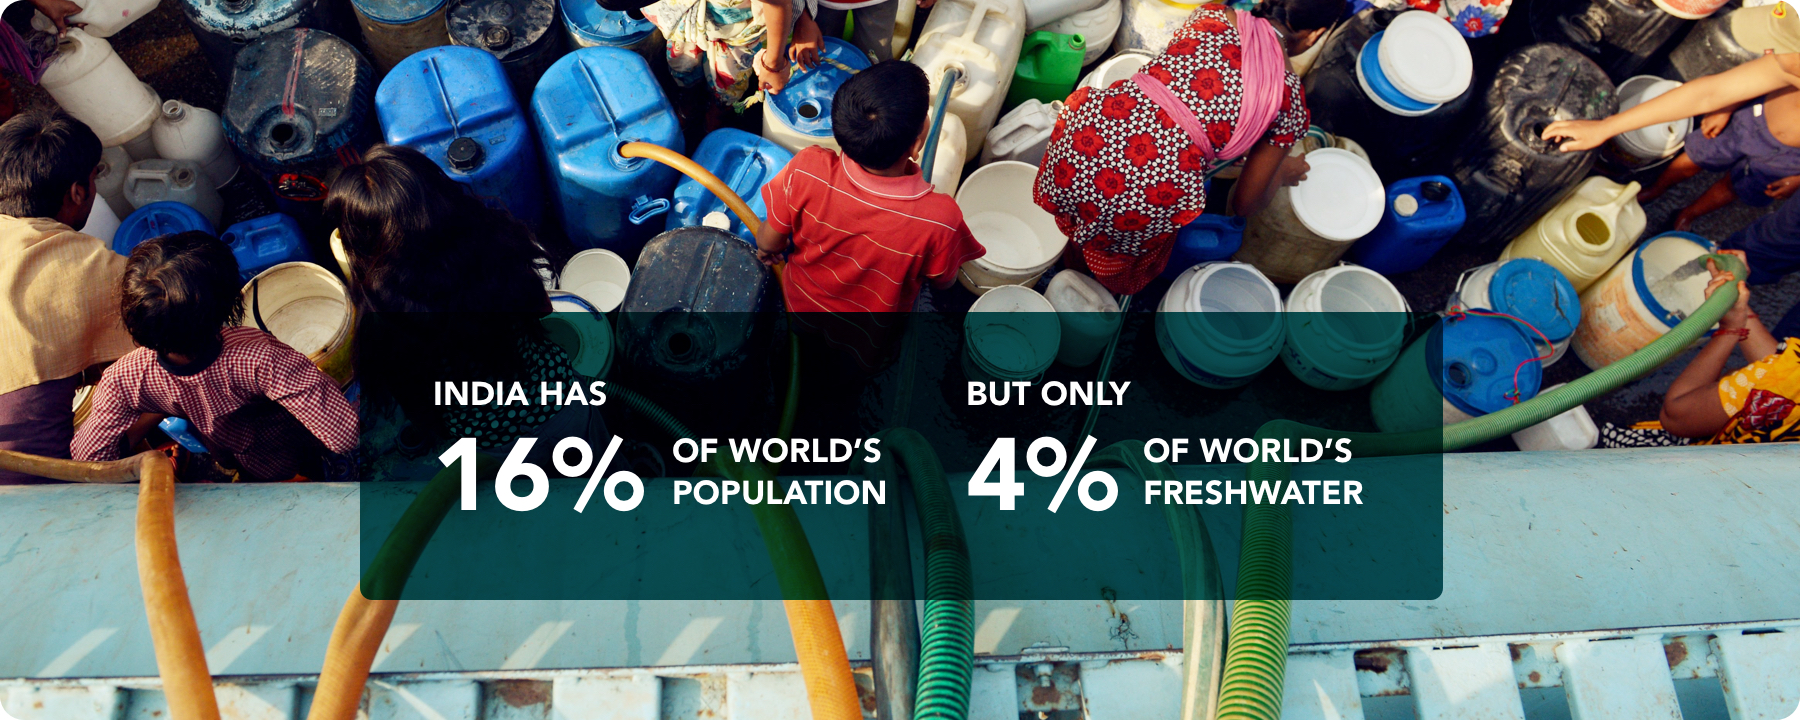 INDIA HAS
16% OF WORLD'S
POPULATION
BUT ONLY
4% OF WORLD'S
FRESHWATER